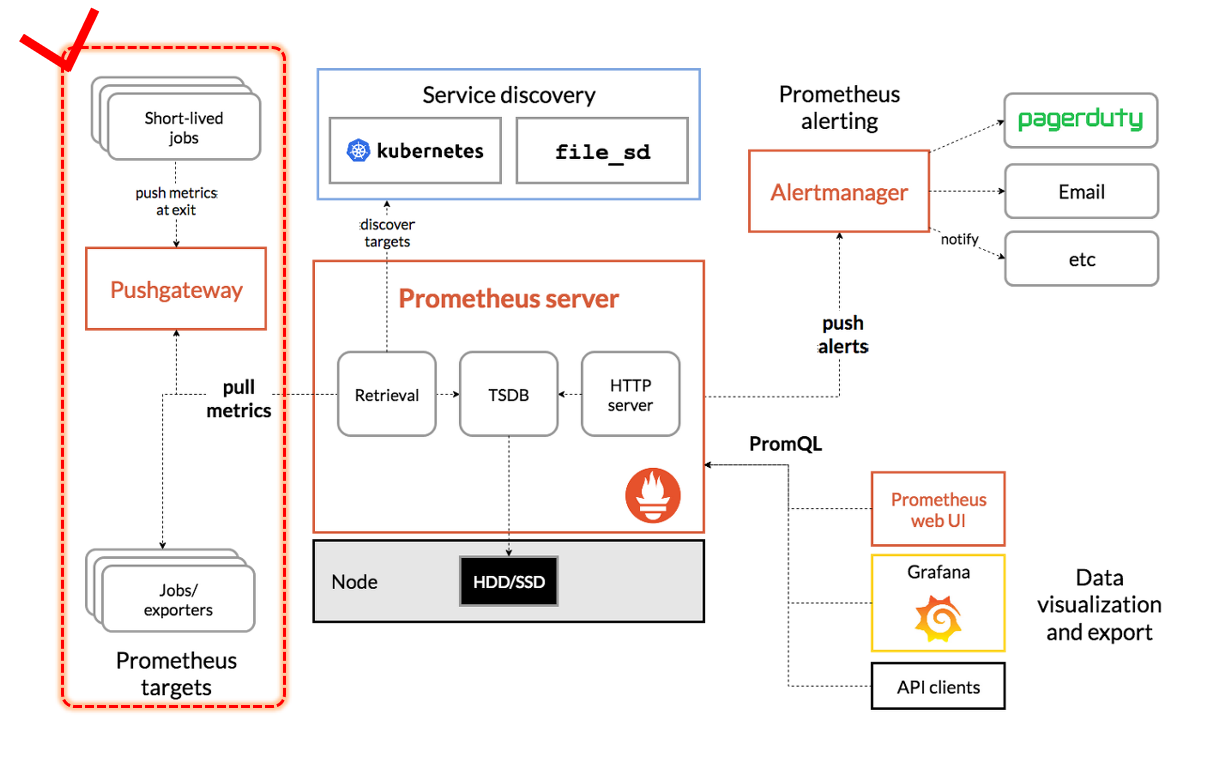 Short-lived
jobs
push metrics
at exit
Pushgateway
pull
metrics
Jobs/
exporters
Prometheus
targets
Service discovery
kubernetes
file_sd
discover
targets
Prometheus server
Retrieval
TSDB
HTTP
server
Node
HDD/SSD
Prometheus
alerting
Alertmanager
pagerduty
Email
notify
etc
push
alerts
PromQL
Prometheus
web UI
Grafana
API clients
Data
visualization
and export